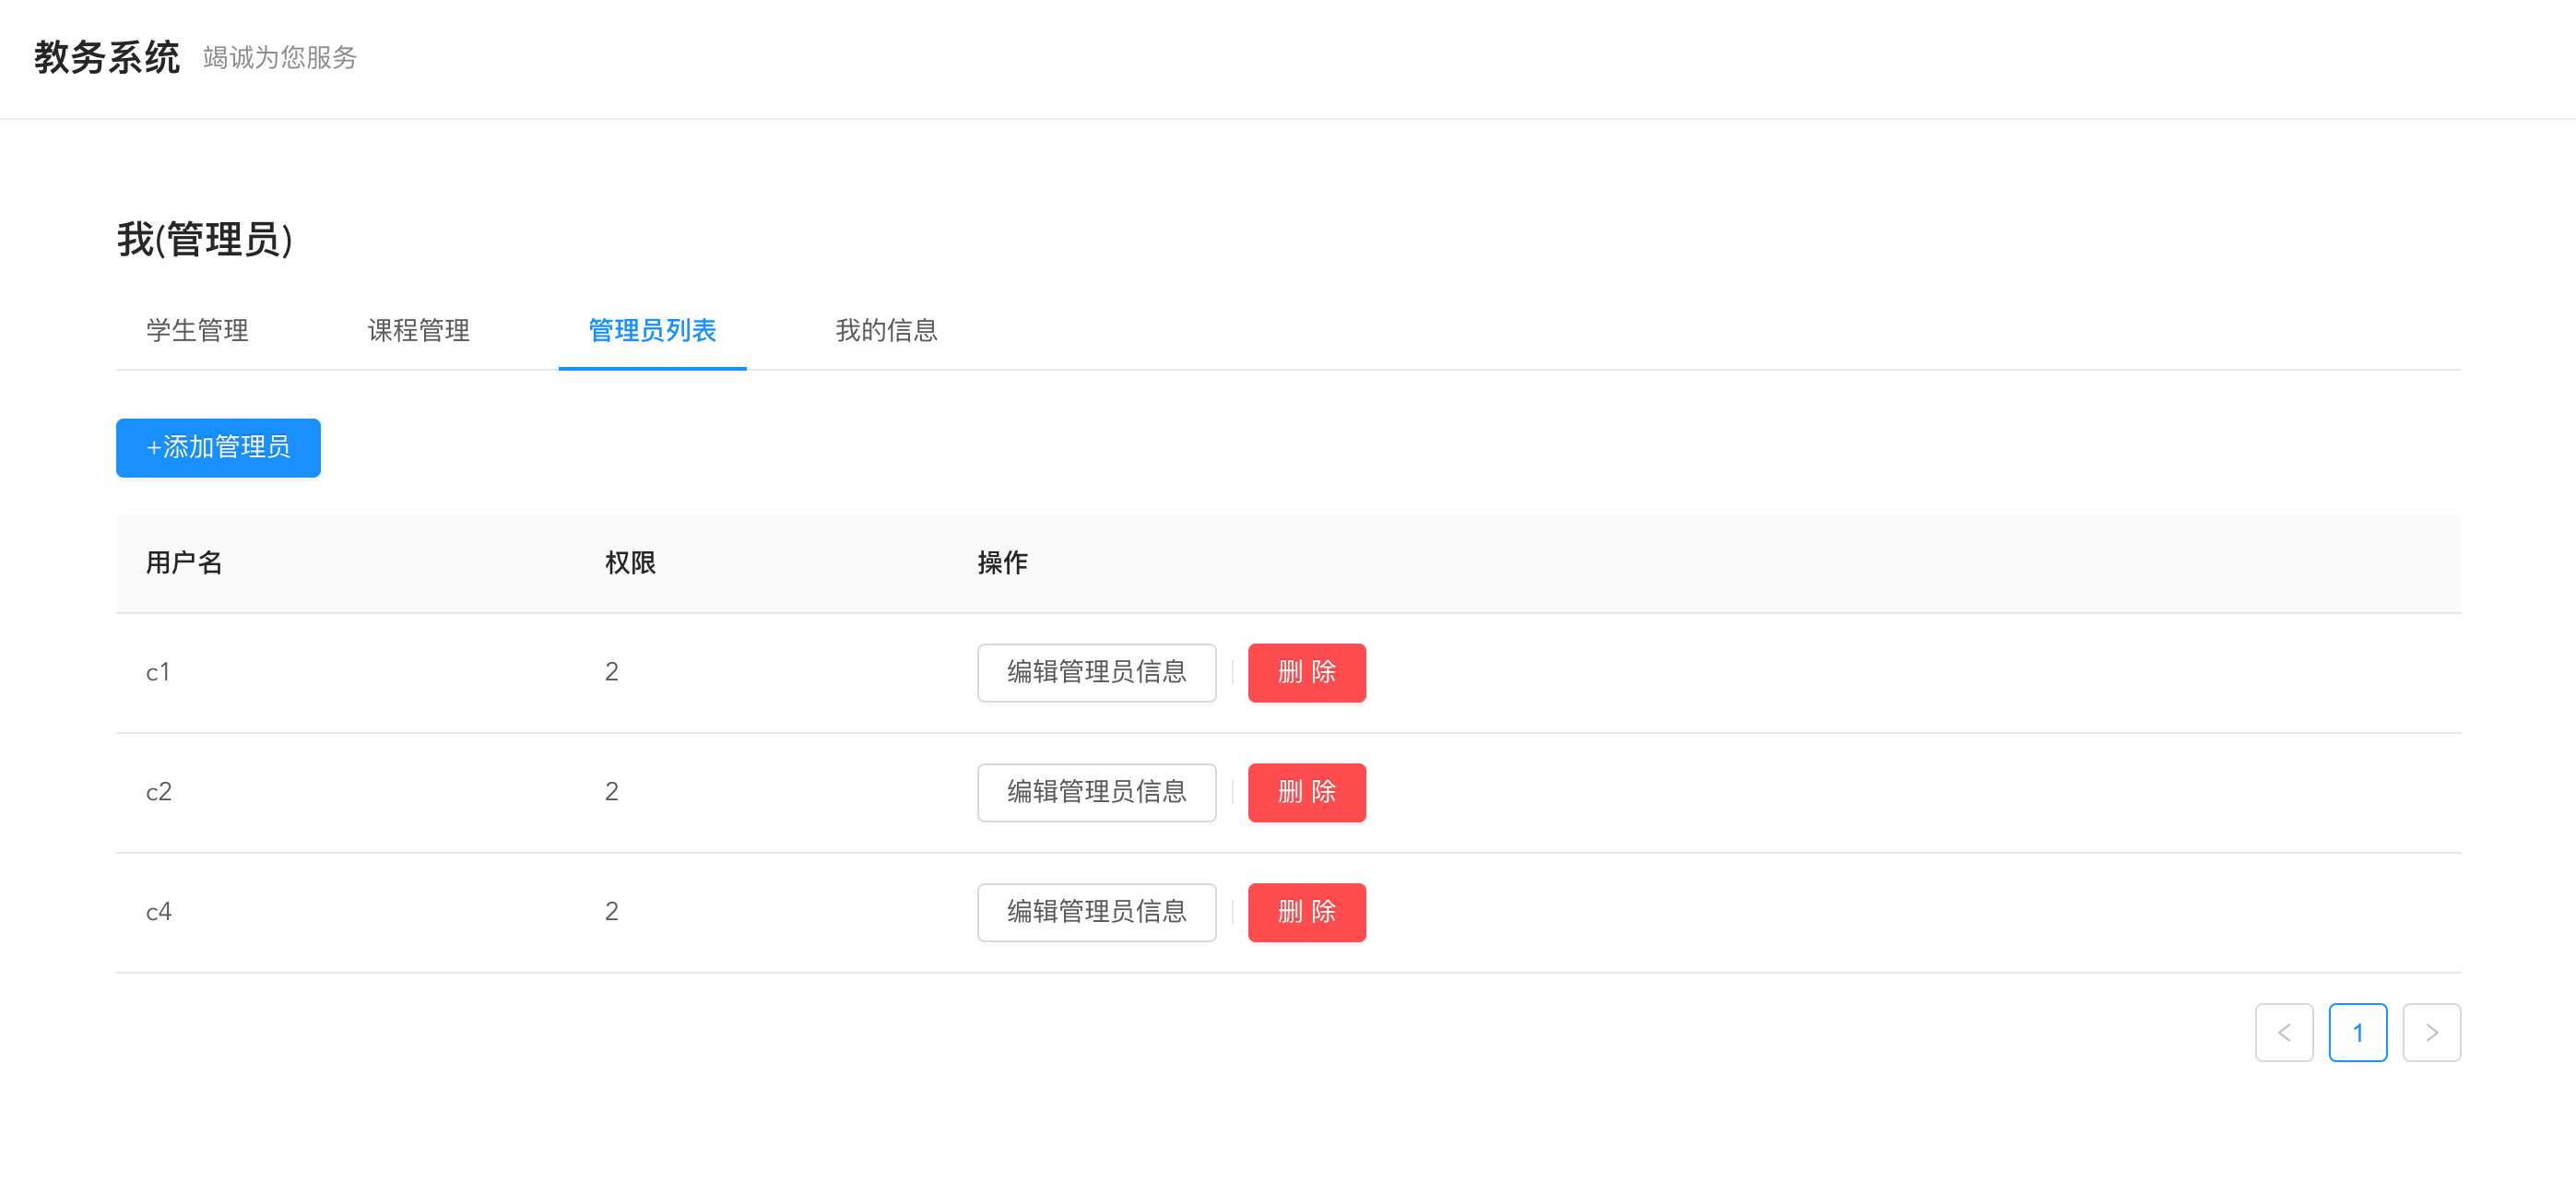 教务系统 竭诚为您服务
我(管理员)
学生管理 课程管理 管理员列表 我的信息
+添加管理员
用户名 权限 操作
c1 2 编辑管理员信息 删 除
c2 2 编辑管理员信息 删 除
c4 2 编辑管理员信息 删 除
< 1 >